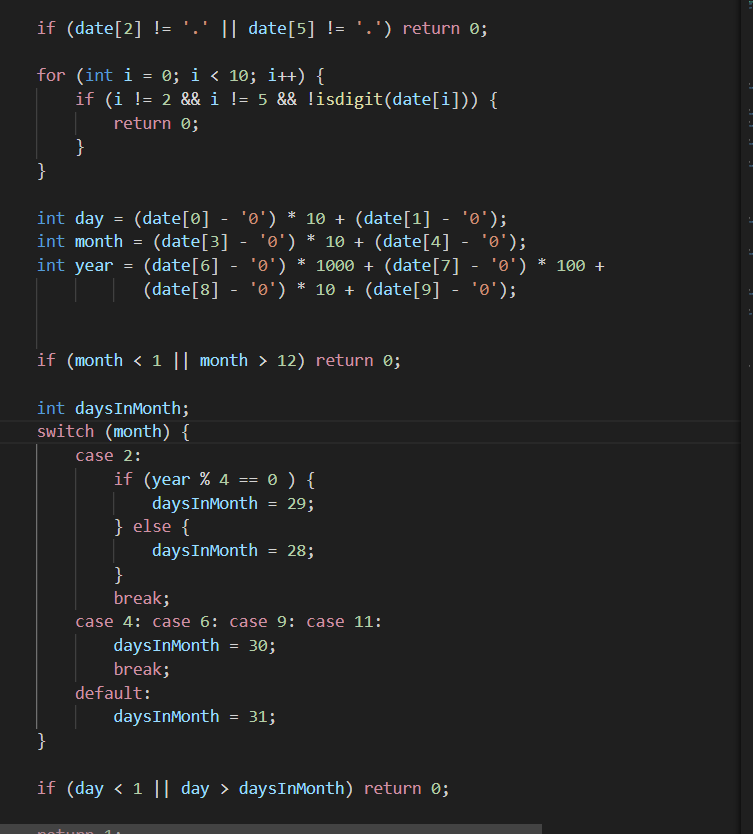 if (date[2] != '.' || date[5] != '.') return 0;
for (int i = 0; i < 10; i++) {
if (i != 2 && i != 5 && !isdigit(date[i])) {
return 0;
}
}
int day = (date[0] - '0') * 10 + (date[1] - '0');
int month = (date[3] - '0') * 10 + (date[4] - '0');
int year = (date[6] - '0') * 1000 + (date[7] - '0') * 100 +
(date[8] - '0') * 10 + (date[9] - '0');
if (month < 1 || month > 12) return 0;
int daysInMonth;
switch (month) {
case 2:
if (year % 4 == 0 ) {
daysInMonth = 29;
} else {
daysInMonth = 28;
}
break;
case 4: case 6: case 9: case 11:
daysInMonth = 30;
break;
default:
daysInMonth = 31;
}
if (day < 1 || day > daysInMonth) return 0;
return 1;